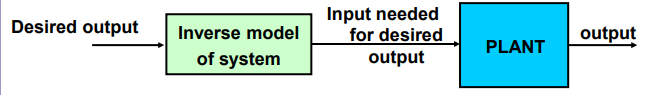 Desired output
Inverse model
of system
Input needed
for desired
output
PLANT
output